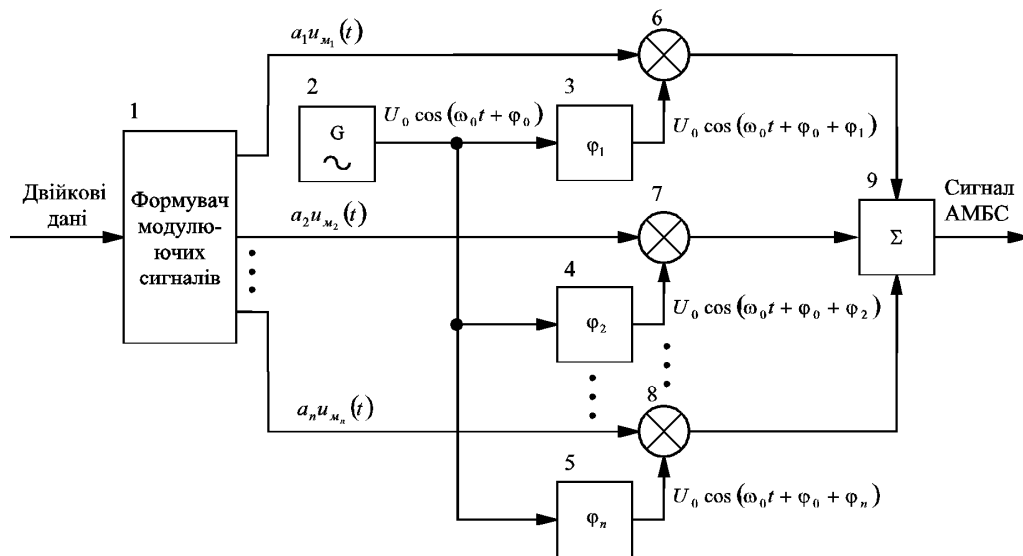 6
a₁u_м₁(t)
1
2
3
U₀ cos(ω₀t + φ₀)
G
φ₁
U₀ cos(ω₀t + φ₀ + φ₁)
Двійкові
дані
Формувач
модулю-
ючих
сигналів
7
9
Сигнал
АМБС
a₂u_м₂(t)
Σ
4
φ₂
U₀ cos(ω₀t + φ₀ + φ₂)
8
aₙu_мₙ(t)
5
φₙ
U₀ cos(ω₀t + φ₀ + φₙ)